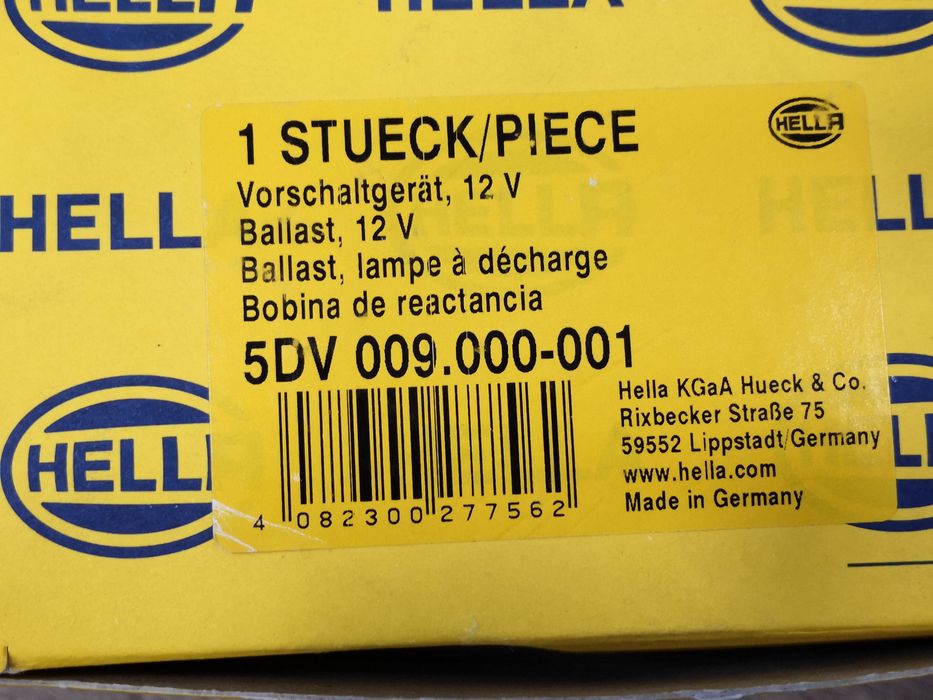 HELLA
HELLA
1 STUECK/PIECE
HELLA
Vorschaltgerät, 12 V
Ballast, 12 V
Ballast, lampe à décharge
Bobina de reactancia
5DV 009.000-001
Hella KGaA Hueck & Co.
Rixbecker Straße 75
59552 Lippstadt/Germany
www.hella.com
Made in Germany
4 082300 277562
HELL
HELLA